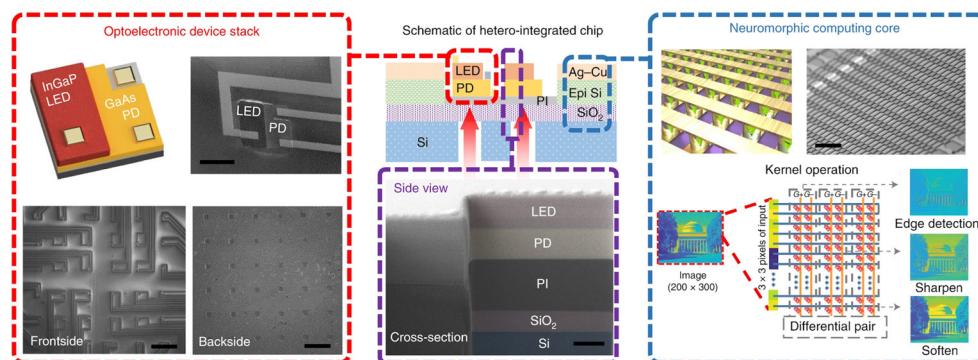 Optoelectronic device stack
InGaP
LED
GaAs
PD
LED
PD
Frontside
Backside
Schematic of hetero-integrated chip
LED
PD
PI
Si
Ag–Cu
Epi Si
SiO2
Side view
LED
PD
PI
SiO2
Si
Cross-section
Neuromorphic computing core
Kernel operation
G+G– G+G– G+G–
3 × 3 pixels of input
Image
(200 × 300)
Differential pair
Edge detection
Sharpen
Soften